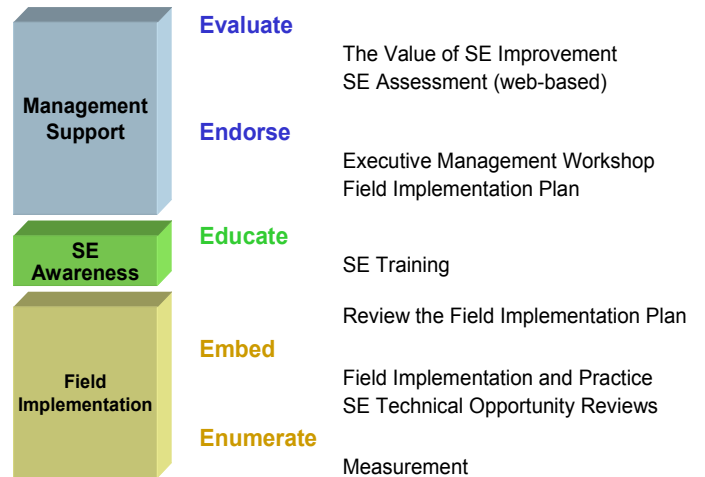 Evaluate
The Value of SE Improvement
SE Assessment (web-based)
Management
Support
Endorse
Executive Management Workshop
Field Implementation Plan
Educate
SE
Awareness
SE Training
Review the Field Implementation Plan
Embed
Field
Implementation
Field Implementation and Practice
SE Technical Opportunity Reviews
Enumerate
Measurement